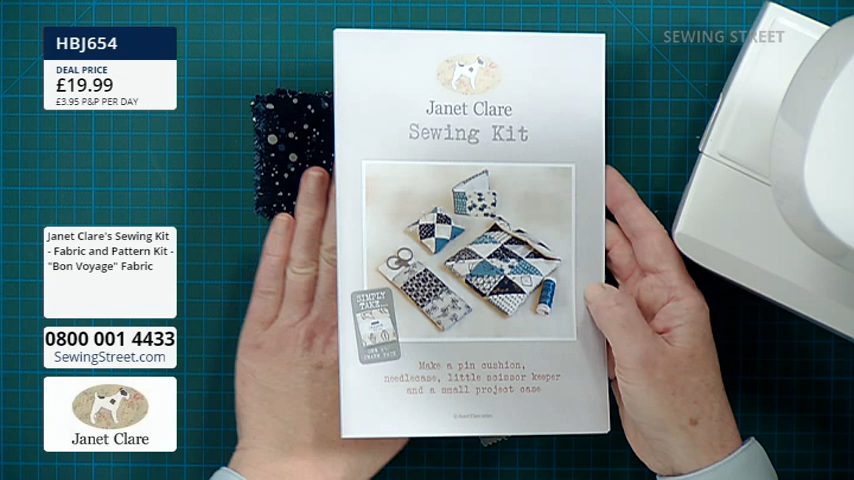 HBJ654
DEAL PRICE
£19.99
£3.95 P&P PER DAY
Janet Clare's Sewing Kit
- Fabric and Pattern Kit -
"Bon Voyage" Fabric
0800 001 4433
SewingStreet.com
Janet Clare
SEWING STREET
Janet Clare
Sewing Kit
SIMPLY
TAKE...
Make a pin cushion,
needlecase, little scissor keeper
and a small project case